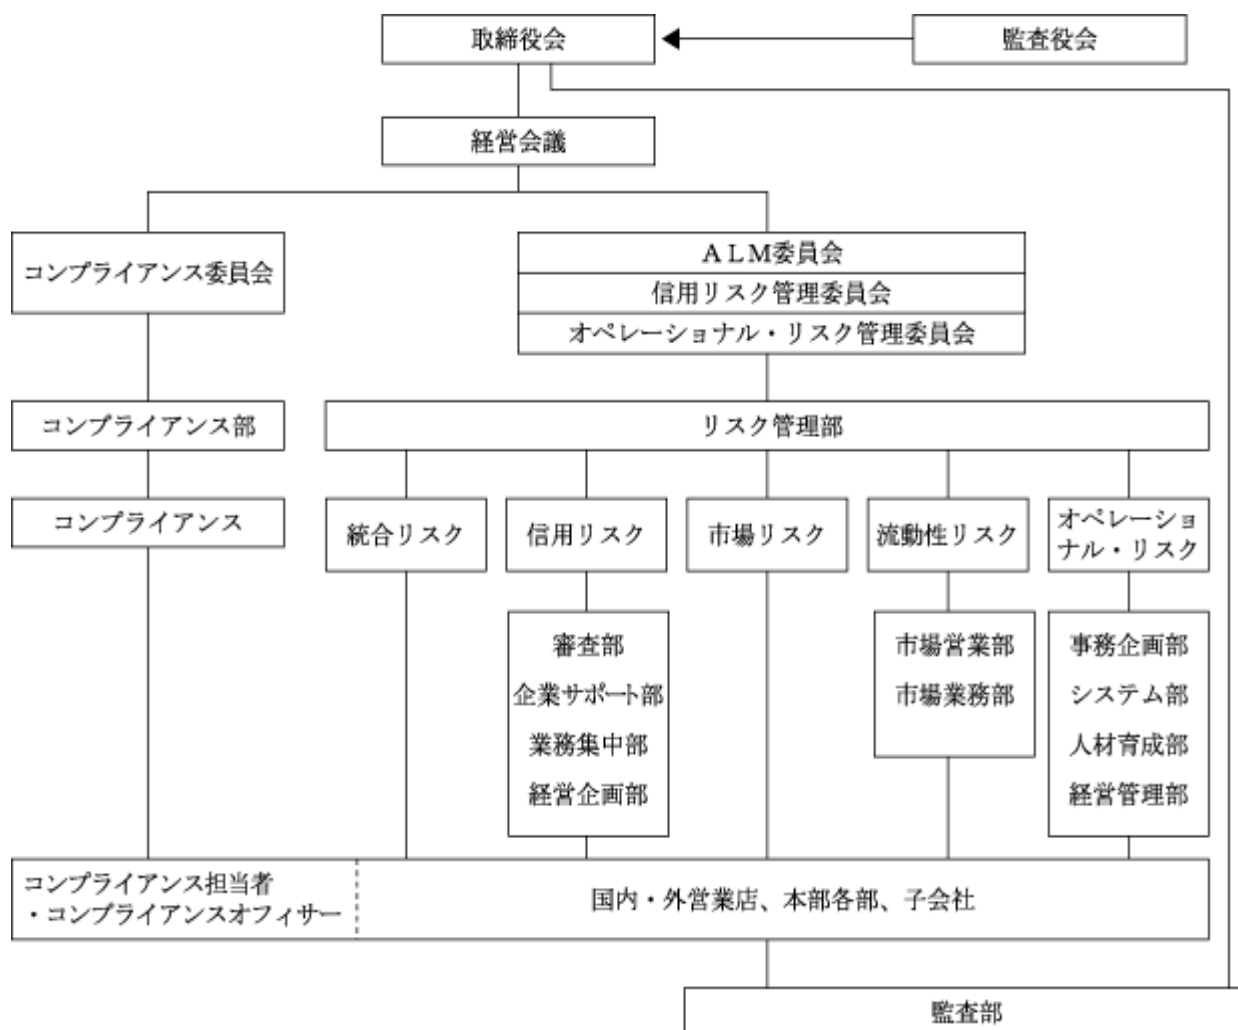 取締役会
監査役会
経営会議
コンプライアンス委員会
ＡＬＭ委員会
信用リスク管理委員会
オペレーショナル・リスク管理委員会
コンプライアンス部
リスク管理部
コンプライアンス
統合リスク
信用リスク
市場リスク
流動性リスク
オペレーショ
ナル・リスク
審査部
企業サポート部
業務集中部
経営企画部
市場営業部
市場業務部
事務企画部
システム部
人材育成部
経営管理部
コンプライアンス担当者
・コンプライアンスオフィサー
国内・外営業店、本部各部、子会社
監査部